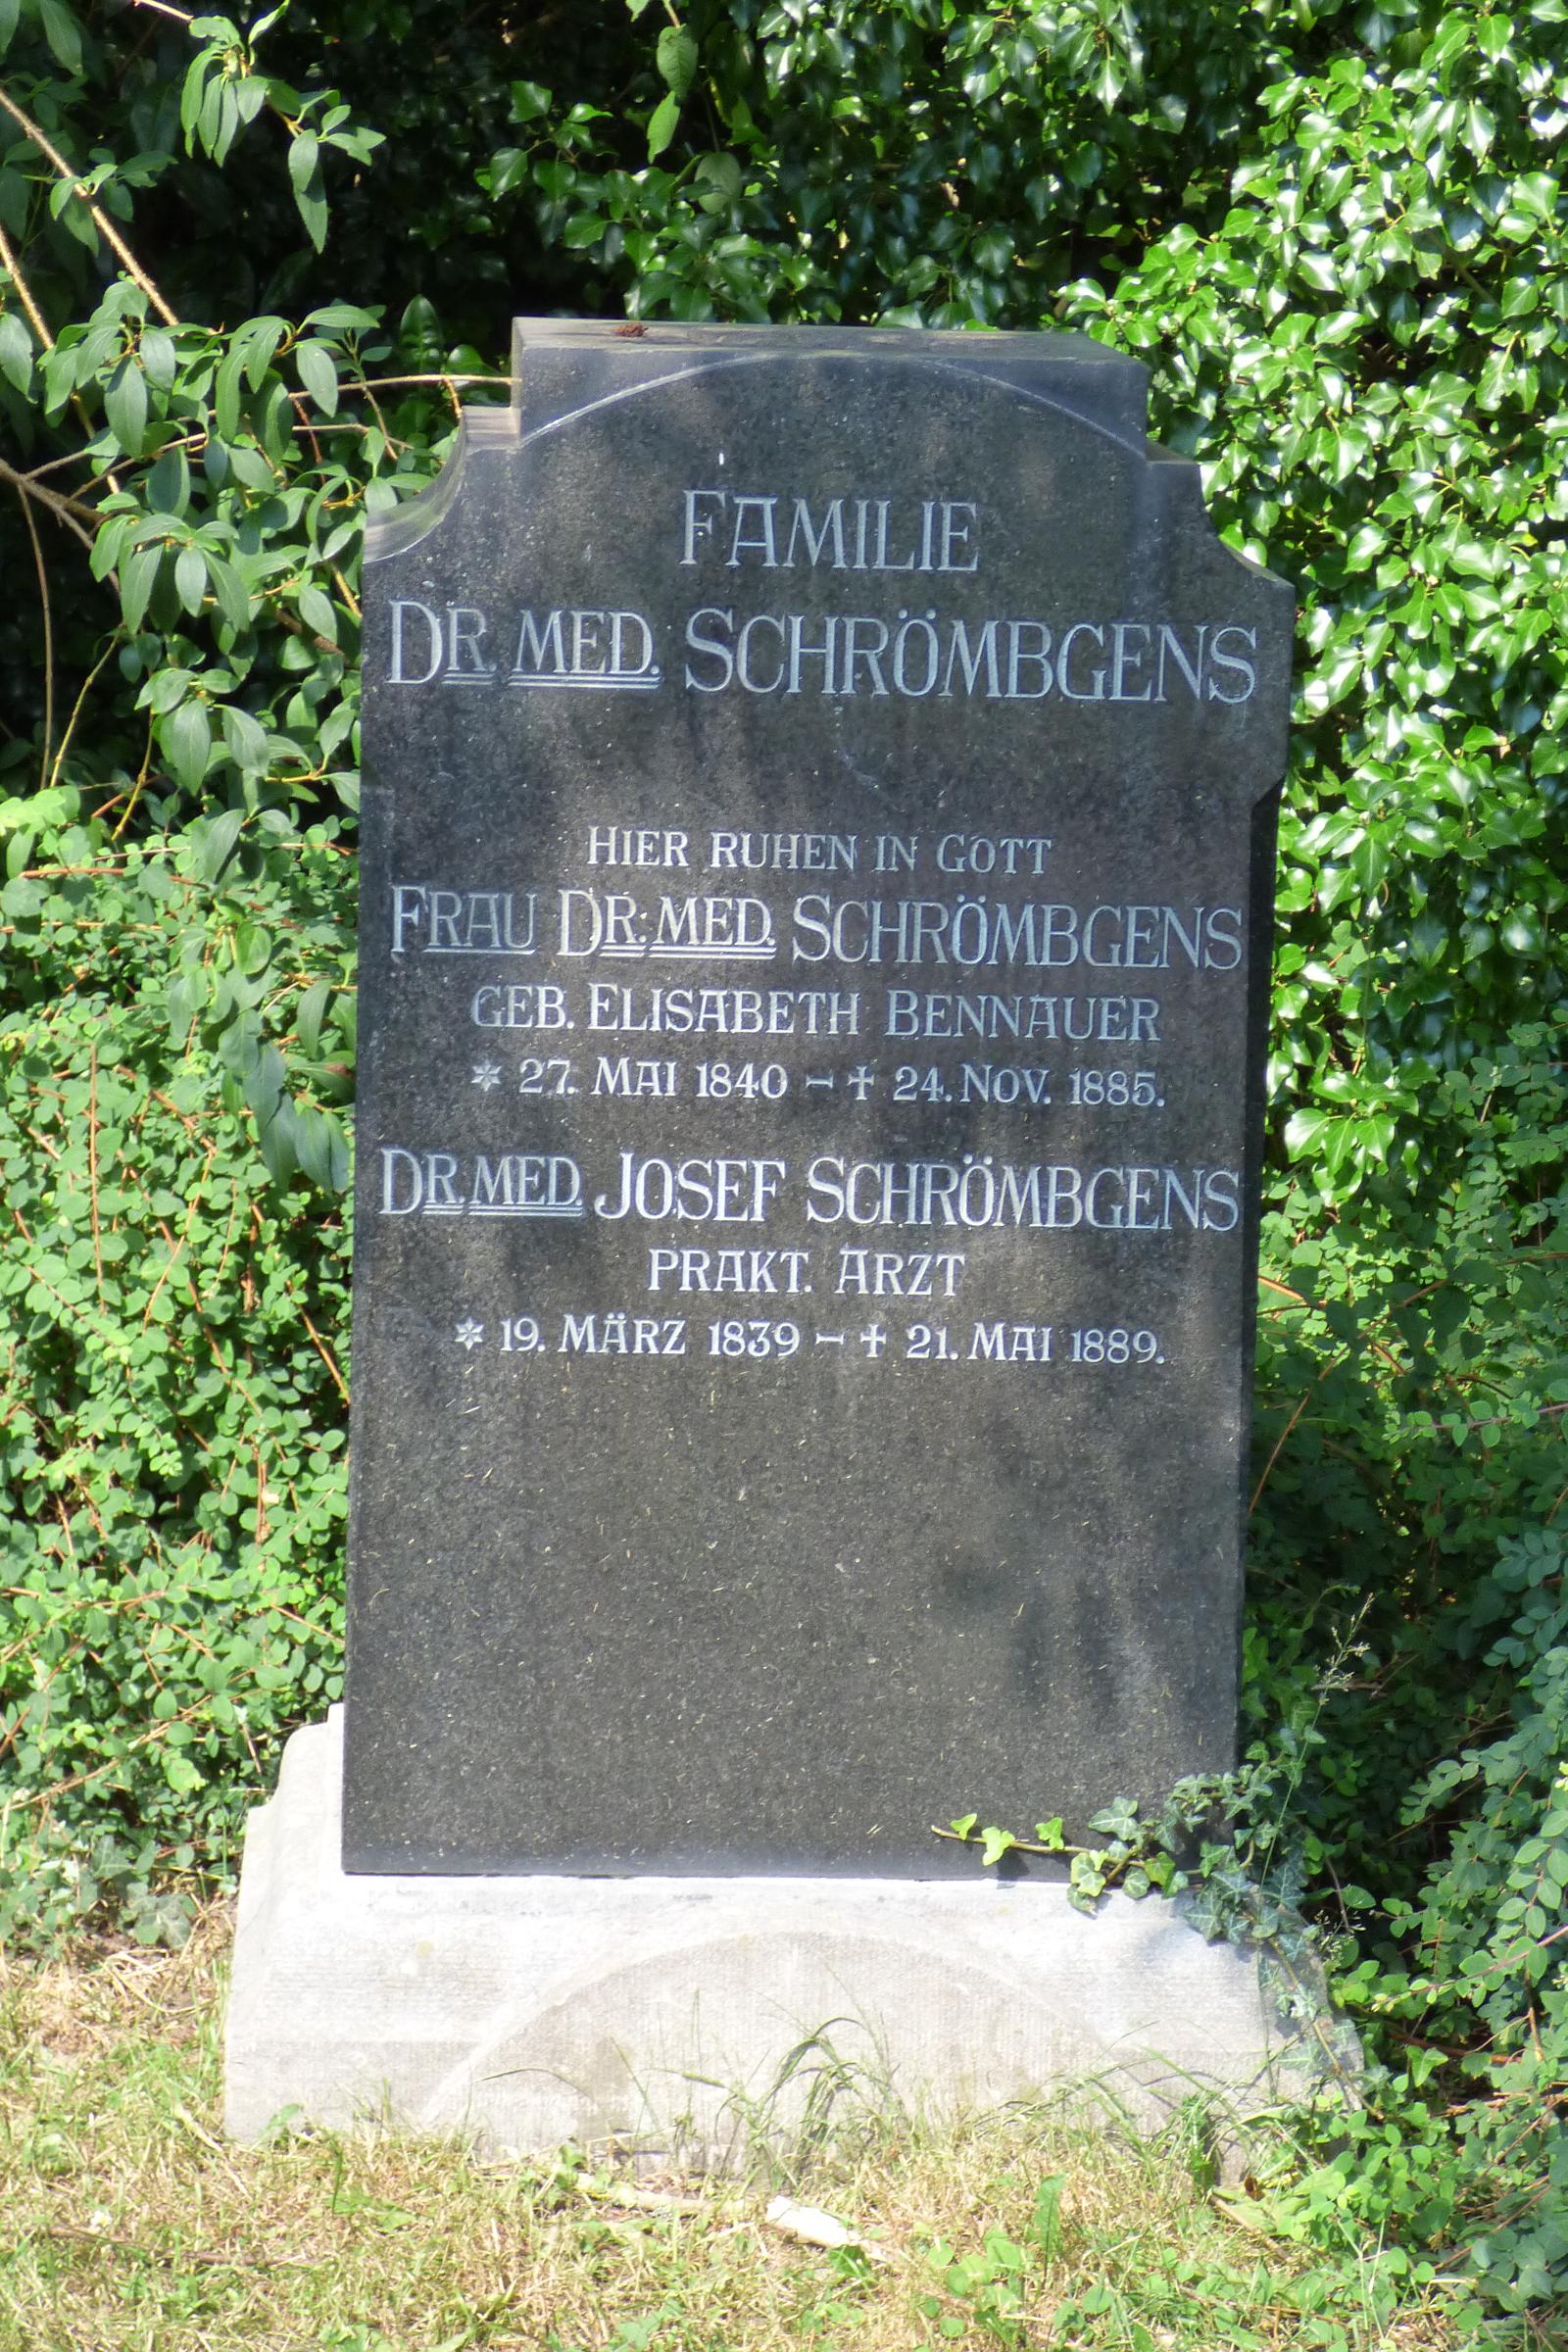 FAMILIE
DR. MED. SCHRÖMBGENS
HIER RUHEN IN GOTT
FRAU DR. MED. SCHRÖMBGENS
GEB. ELISABETH BENNAUER
* 27. MAI 1840 – † 24. NOV. 1885.
DR. MED. JOSEF SCHRÖMBGENS
PRAKT. ARZT
* 19. MÄRZ 1839 – † 21. MAI 1889.